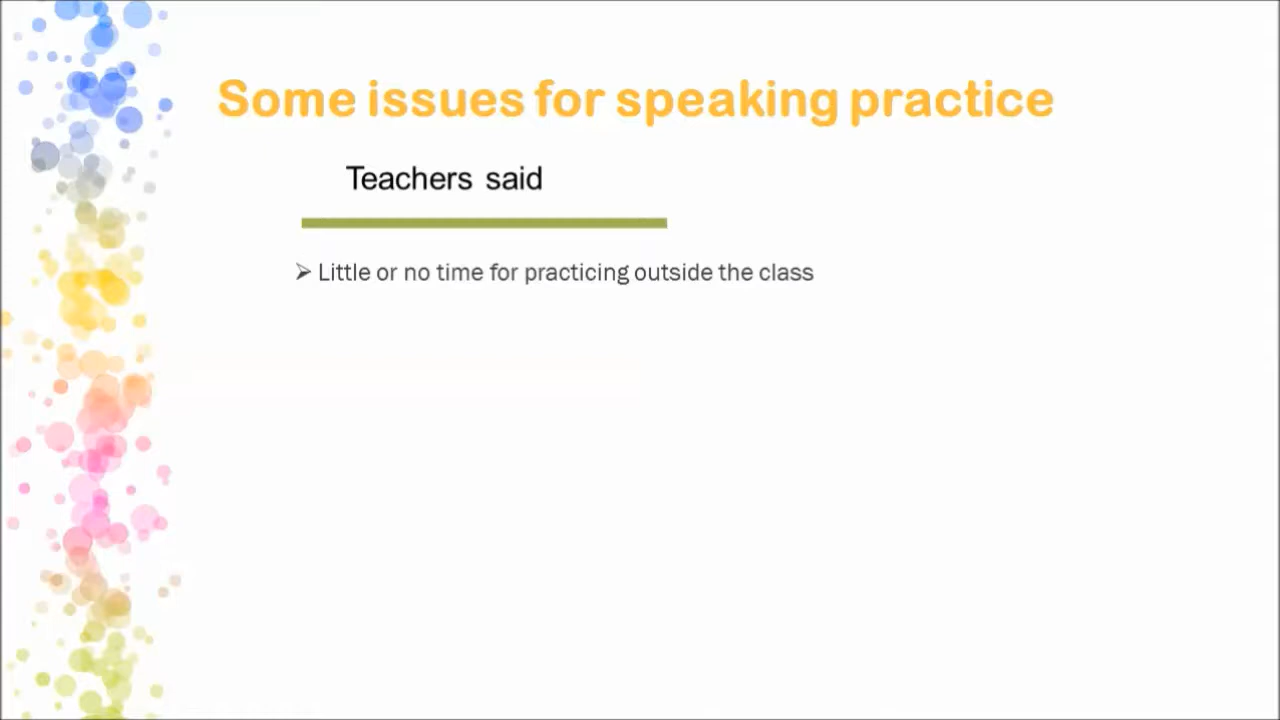 Some issues for speaking practice
Teachers said
➢ Little or no time for practicing outside the class